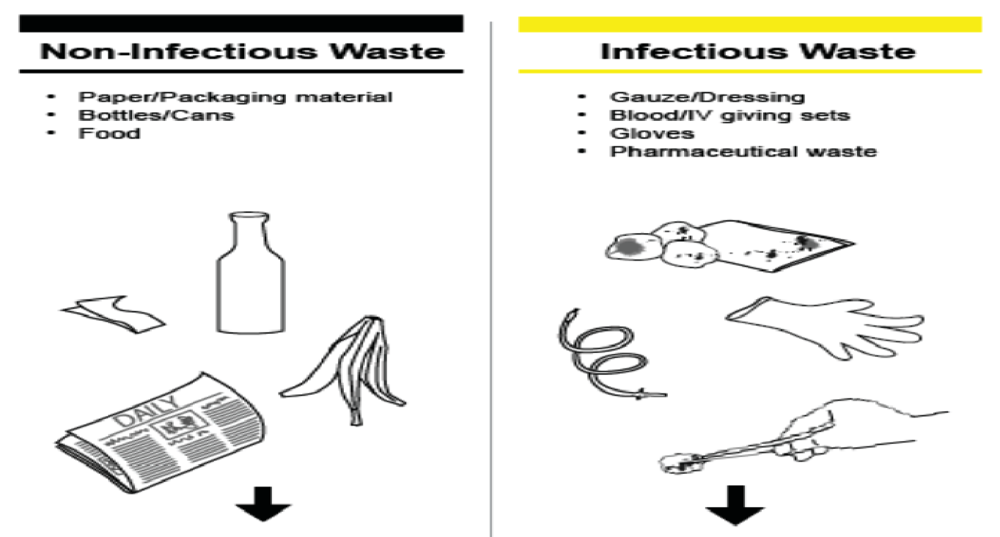 Non-Infectious Waste
• Paper/Packaging material
• Bottles/Cans
• Food
DAILY
Infectious Waste
• Gauze/Dressing
• Blood/IV giving sets
• Gloves
• Pharmaceutical waste